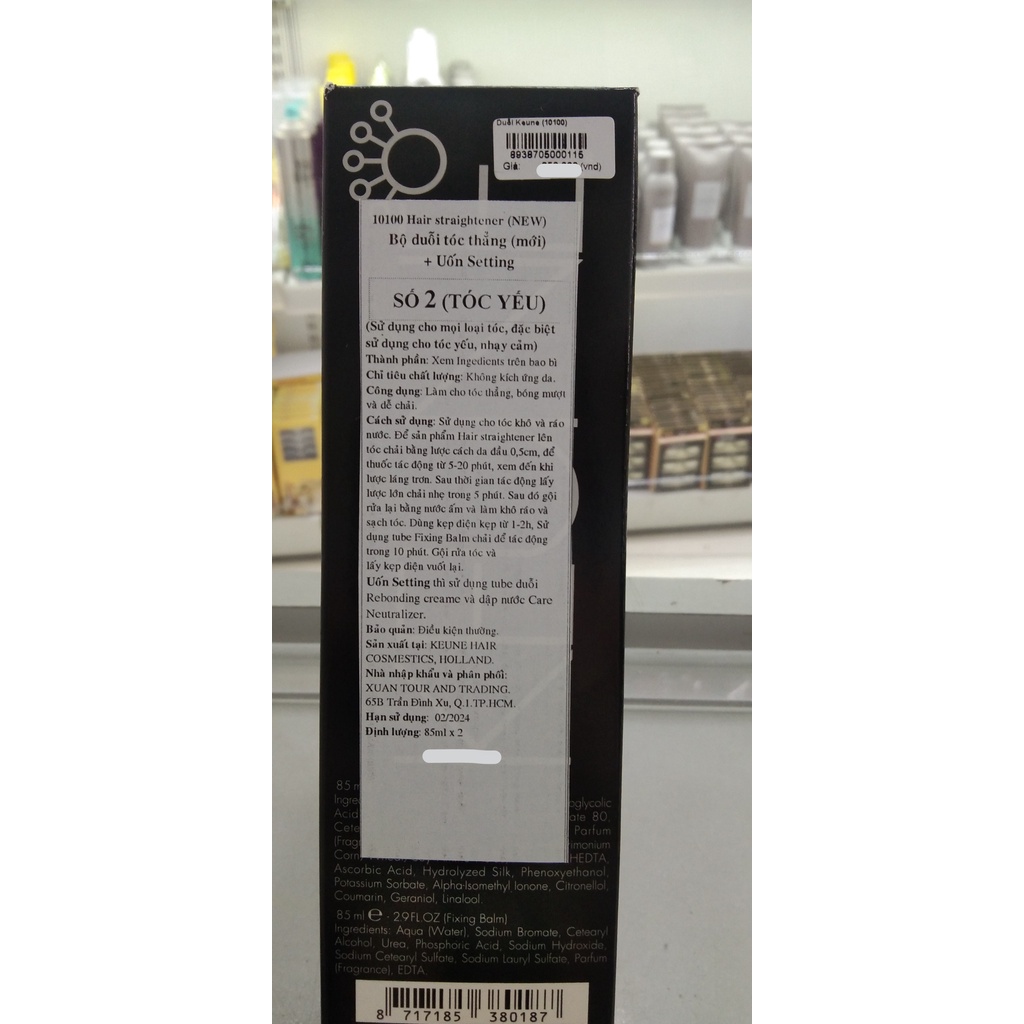 Duỗi Keune (10100)
8938705000115
Giá: (vnd)
10100 Hair straightener (NEW)
Bộ duỗi tóc thẳng (mới)
+ Uốn Setting
SỐ 2 (TÓC YẾU)
(Sử dụng cho mọi loại tóc, đặc biệt
sử dụng cho tóc yếu, nhạy cảm)
Thành phần: Xem Ingedients trên bao bì
Chỉ tiêu chất lượng: Không kích ứng da.
Công dụng: Làm cho tóc thẳng, bóng mượt
và dễ chải.
Cách sử dụng: Sử dụng cho tóc khô và ráo
nước. Để sản phẩm Hair straightener lên
tóc chải bằng lược cách da đầu 0,5cm, để
thuốc tác động từ 5-20 phút, xem đến khi
lược láng trơn. Sau thời gian tác động lấy
lược lớn chải nhẹ trong 5 phút. Sau đó gội
rửa lại bằng nước ấm và làm khô ráo và
sạch tóc. Dùng kẹp điện kẹp từ 1-2h, Sử
dụng tube Fixing Balm chải để tác động
trong 10 phút. Gội rửa tóc và
lấy kẹp điện vuốt lại.
Uốn Setting thì sử dụng tube duỗi
Rebonding creame và dập nước Care
Neutralizer.
Bảo quản: Điều kiện thường.
Sản xuất tại: KEUNE HAIR
COSMESTICS, HOLLAND.
Nhà nhập khẩu và phân phối:
XUAN TOUR AND TRADING.
65B Trần Đình Xu, Q.1.TP.HCM.
Hạn sử dụng: 02/2024
Định lượng: 85ml x 2
85 m
Acid
ate 80,
Parfum
HEDTA,
Ascorbic Acid, Hydrolyzed Silk, Phenoxyethanol,
Potassium Sorbate, Alpha-Isomethyl Ionone, Citronellol,
Coumarin, Geraniol, Linalool.
85 ml e - 2.9 FL.OZ (Fixing Balm)
Ingredients: Aqua (Water), Sodium Bromate, Cetearyl
Alcohol, Urea, Phosphoric Acid, Sodium Hydroxide,
Sodium Cetearyl Sulfate, Sodium Lauryl Sulfate, Parfum
(Fragrance), EDTA.
8 717185 380187